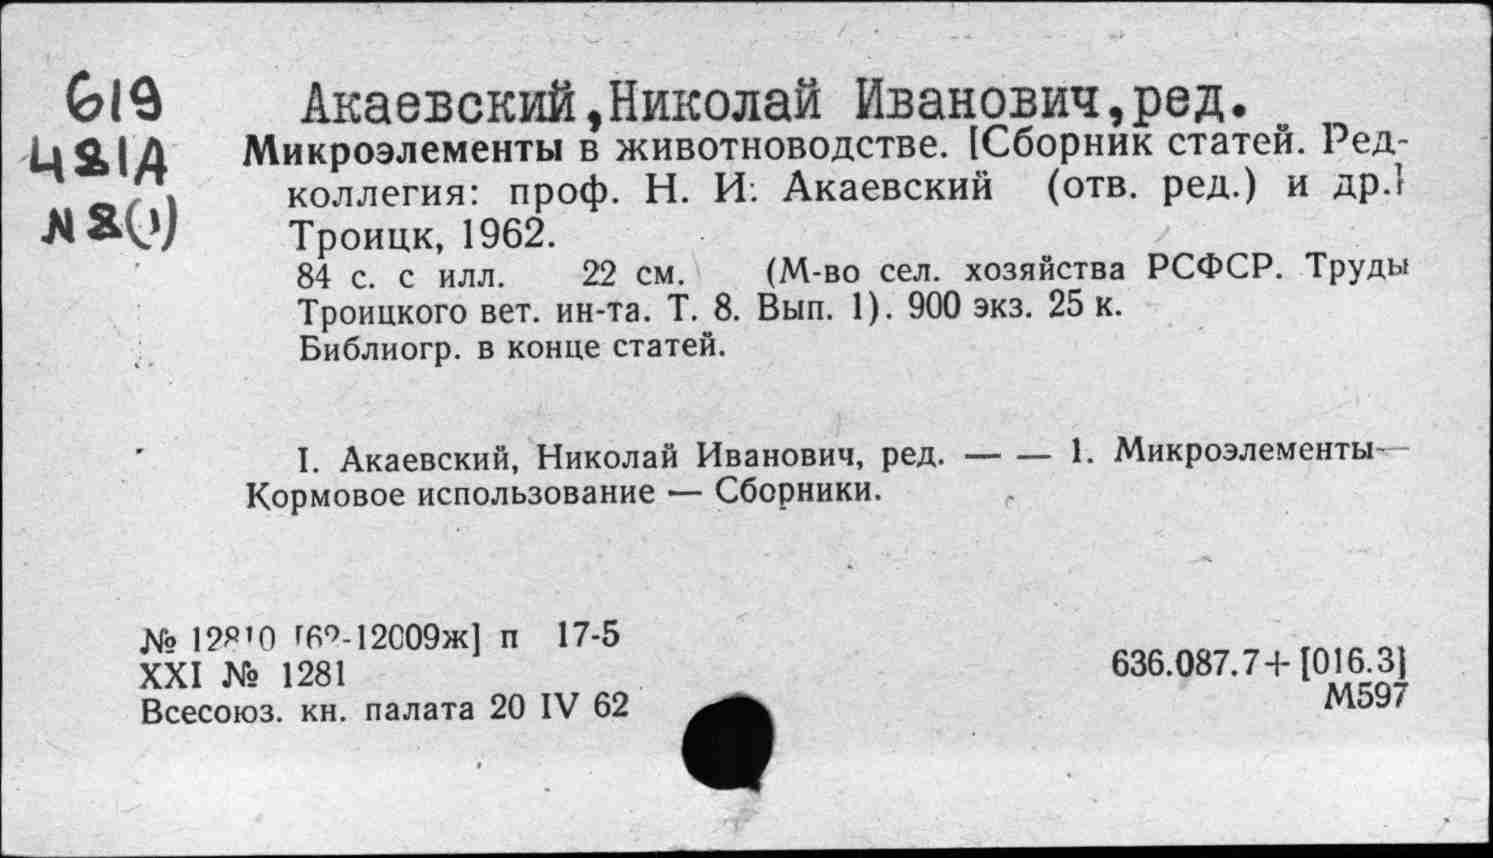 619
Ч21Д
№2(1)
Акаевский,Николай Иванович,ред.
Микроэлементы в животноводстве. [Сборник статей. Ред-
коллегия: проф. Н. И. Акаевский (отв. ред.) и др.]
Троицк, 1962.
84 с. с илл. 22 см. (М-во сел. хозяйства РСФСР. Труды
Троицкого вет. ин-та. Т. 8. Вып. 1). 900 экз. 25 к.
Библиогр. в конце статей.
I. Акаевский, Николай Иванович, ред. — — 1. Микроэлементы—
Кормовое использование — Сборники.
№ 12810 [62-12009ж] п 17-5
XXI № 1281
Всесоюз. кн. палата 20 IV 62
636.087.7+[016.3]
М597